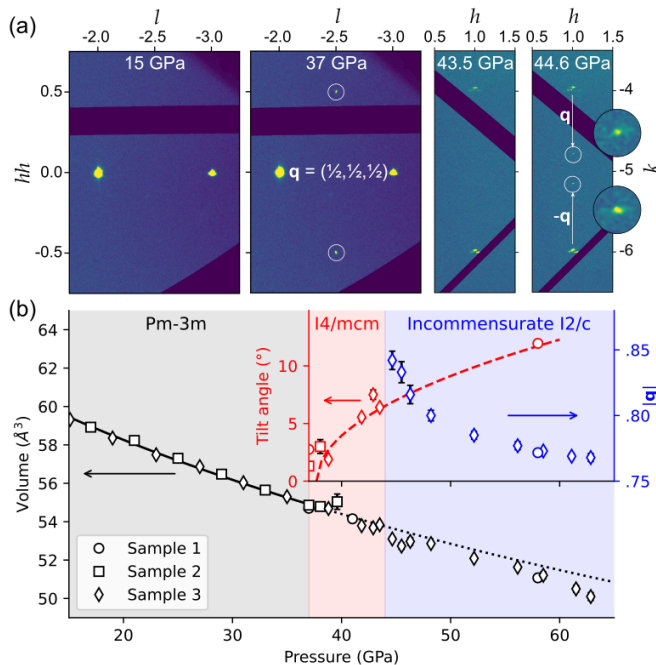 (a)
l
l
h
h
-2.0 -3.0 -2.0 -3.0 0.5 1.0 1.5 0.5 1.0 1.5
15 GPa 37 GPa 43.5 GPa 44.6 GPa
0.5
0.0
-0.5
hh
q = (½,½,½)
-2.5
-2.5
q
-q
-4
-5
-6
k
(b)
Pm-3m I4/mcm Incommensurate I2/c
64
62
60
58
56
54
52
50
Volume (Å³)
10
5
0
Tilt angle (°)
.85
.80
.75
|q|
Sample 1
Sample 2
Sample 3
20 30 40 50 60
Pressure (GPa)